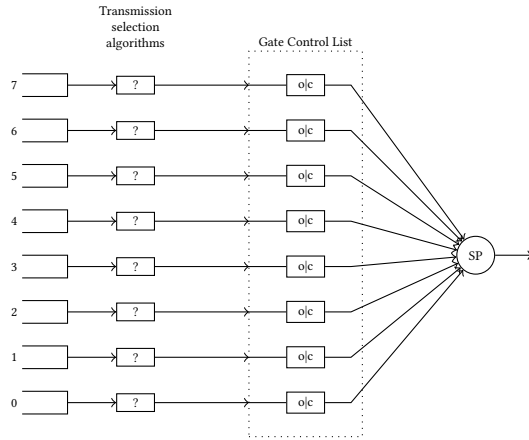 Transmission
selection
algorithms
Gate Control List
7 ? o|c
6 ? o|c
5 ? o|c
4 ? o|c
SP
3 ? o|c
2 ? o|c
1 ? o|c
0 ? o|c